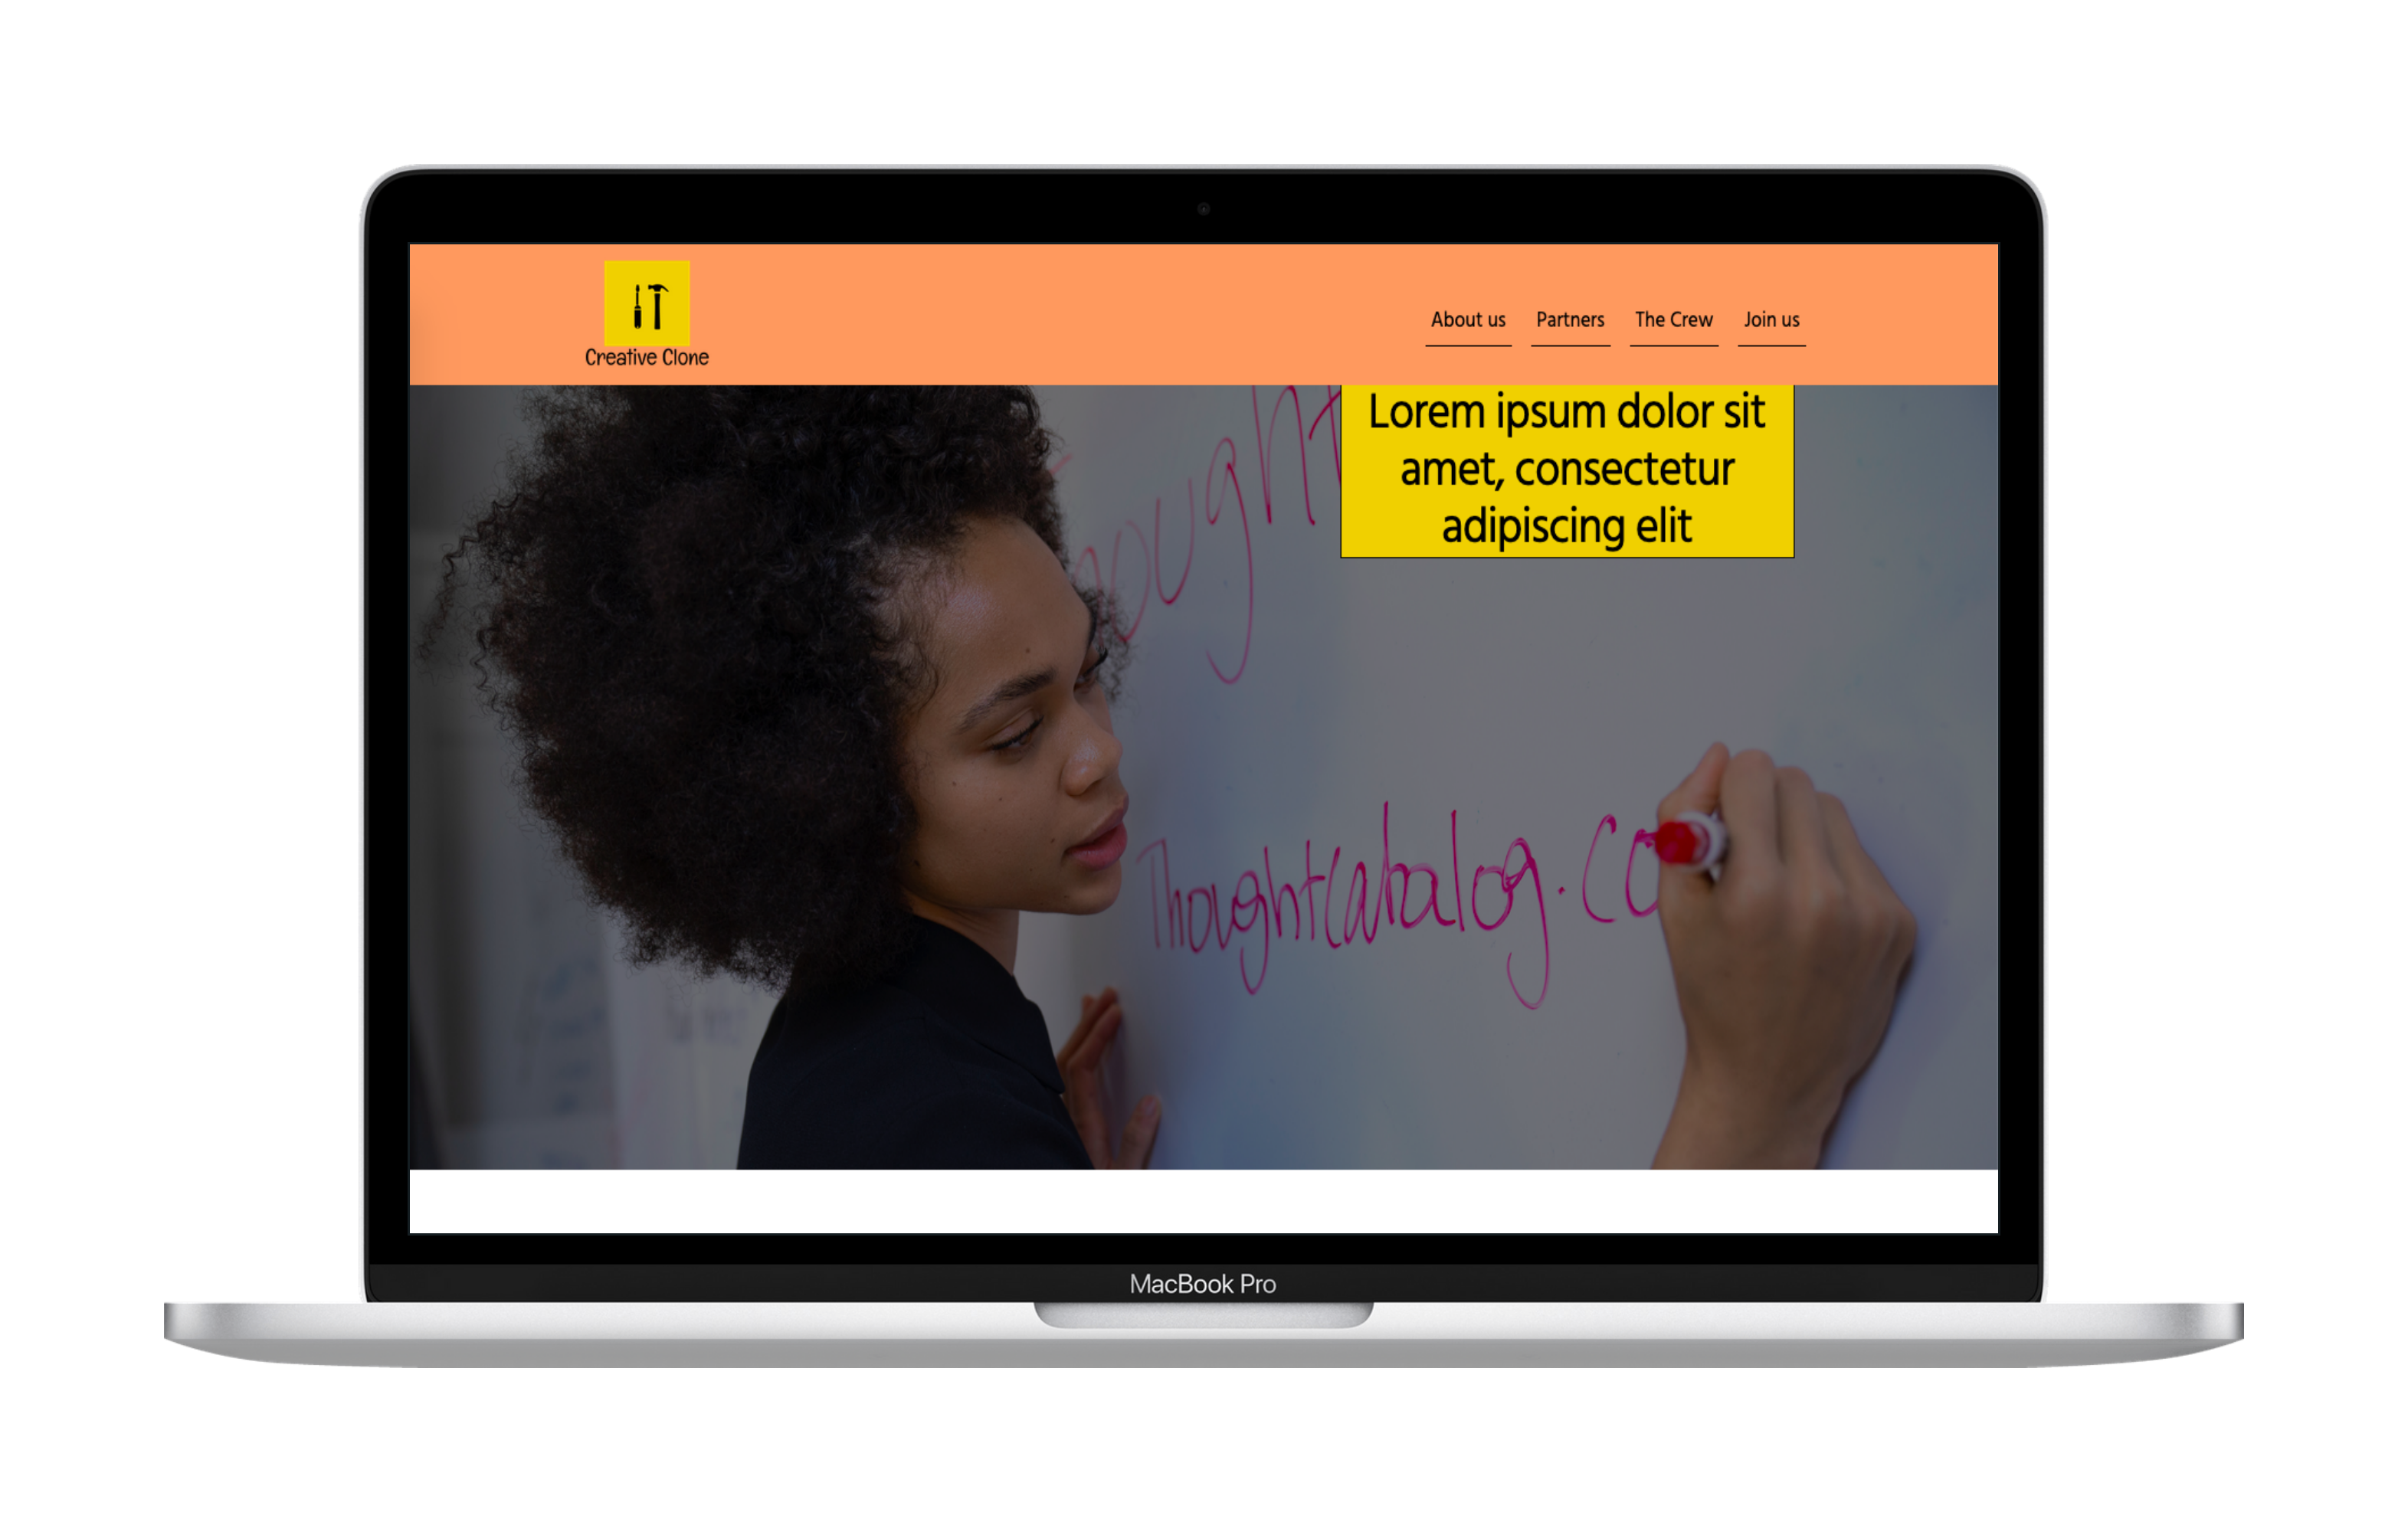 Creative Clone
About us Partners The Crew Join us
Lorem ipsum dolor sit
amet, consectetur
adipiscing elit
ought
Thoughtcatalog.co
MacBook Pro